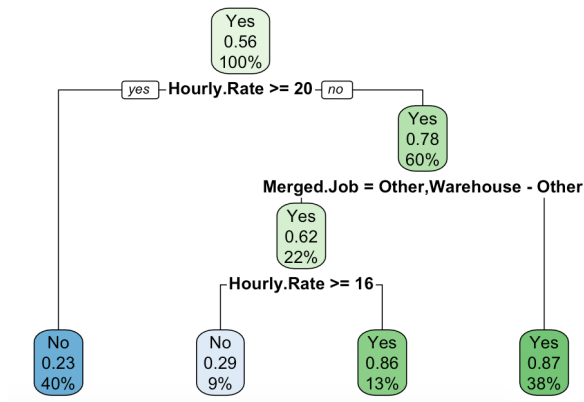 Yes
0.56
100%
yes Hourly.Rate >= 20 no
Yes
0.78
60%
Merged.Job = Other,Warehouse - Other
Yes
0.62
22%
Hourly.Rate >= 16
No
0.23
40%
No
0.29
9%
Yes
0.86
13%
Yes
0.87
38%